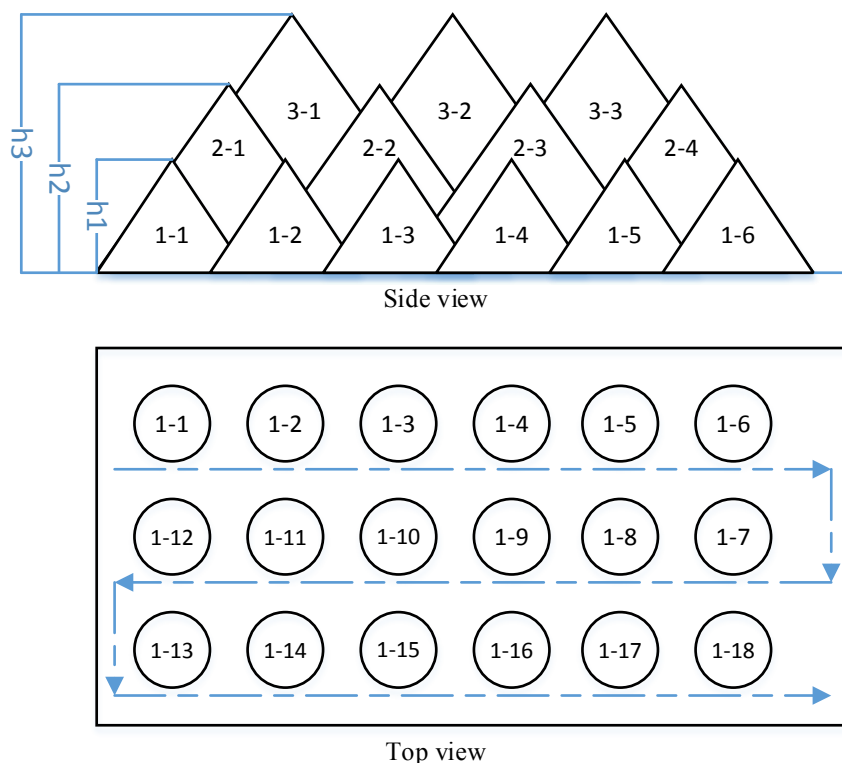 3-1 3-2 3-3
2-1 2-2 2-3 2-4
h3
h2
h1
1-1 1-2 1-3 1-4 1-5 1-6
Side view
1-1 1-2 1-3 1-4 1-5 1-6
1-12 1-11 1-10 1-9 1-8 1-7
1-13 1-14 1-15 1-16 1-17 1-18
Top view